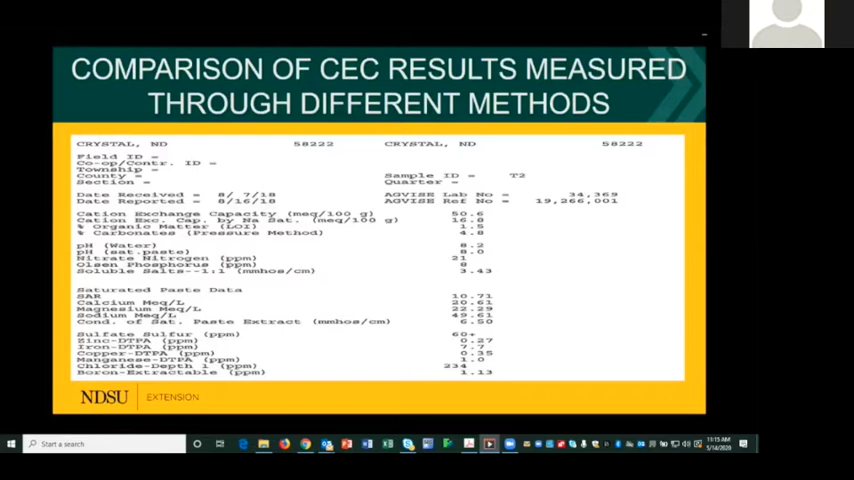 COMPARISON OF CEC RESULTS MEASURED
THROUGH DIFFERENT METHODS
CRYSTAL, ND 58222 CRYSTAL, ND 58222
Field ID =
Co-op/Contr. ID =
Township =
County = Sample ID = T2
Section = Quarter =
Date Received = 8/ 7/18 AGVISE Lab No = 34,369
Date Reported = 8/16/18 AGVISE Ref No = 19,266,001
Cation Exchange Capacity (meq/100 g) 50.6
Cation Exc. Cap. by Na Sat. (meq/100 g) 16.8
% Organic Matter (LOI) 1.5
% Carbonates (Pressure Method) 4.8
pH (Water) 8.2
pH (sat.paste) 8.0
Nitrate Nitrogen (ppm) 21
Olsen Phosphorus (ppm) 8
Soluble Salts--1:1 (mmhos/cm) 3.43
Saturated Paste Data
SAR 10.71
Calcium Meq/L 20.61
Magnesium Meq/L 22.29
Sodium Meq/L 49.61
Cond. of Sat. Paste Extract (mmhos/cm) 6.50
Sulfate Sulfur (ppm) 60+
Zinc-DTPA (ppm) 0.27
Iron-DTPA (ppm) 7.7
Copper-DTPA (ppm) 0.35
Manganese-DTPA (ppm) 1.0
Chloride-Depth 1 (ppm) 234
Boron-Extractable (ppm) 1.13
NDSU EXTENSION
Start a search
11:15 AM
5/14/2020